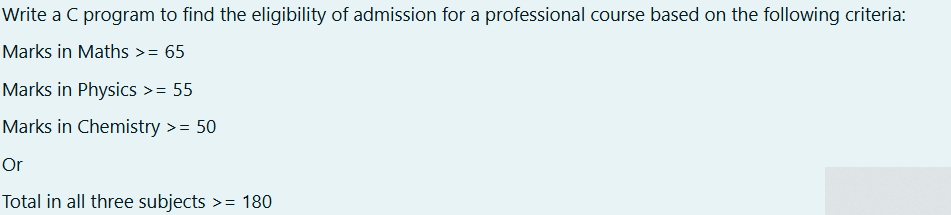 Write a C program to find the eligibility of admission for a professional course based on the following criteria:
Marks in Maths >= 65
Marks in Physics >= 55
Marks in Chemistry >= 50
Or
Total in all three subjects >= 180